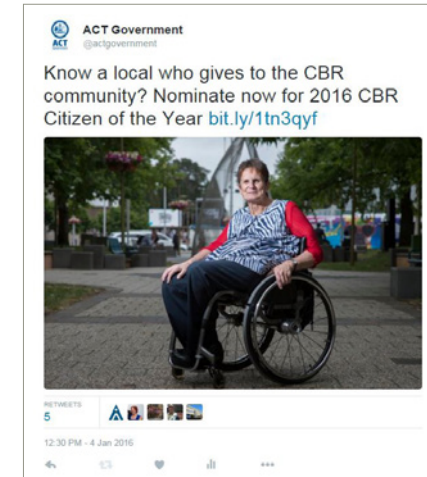 ACT Government
ACT
@actgovernment
Know a local who gives to the CBR
community? Nominate now for 2016 CBR
Citizen of the Year bit.ly/1tn3qyf
RETWEETS
5
12:30 PM - 4 Jan 2016